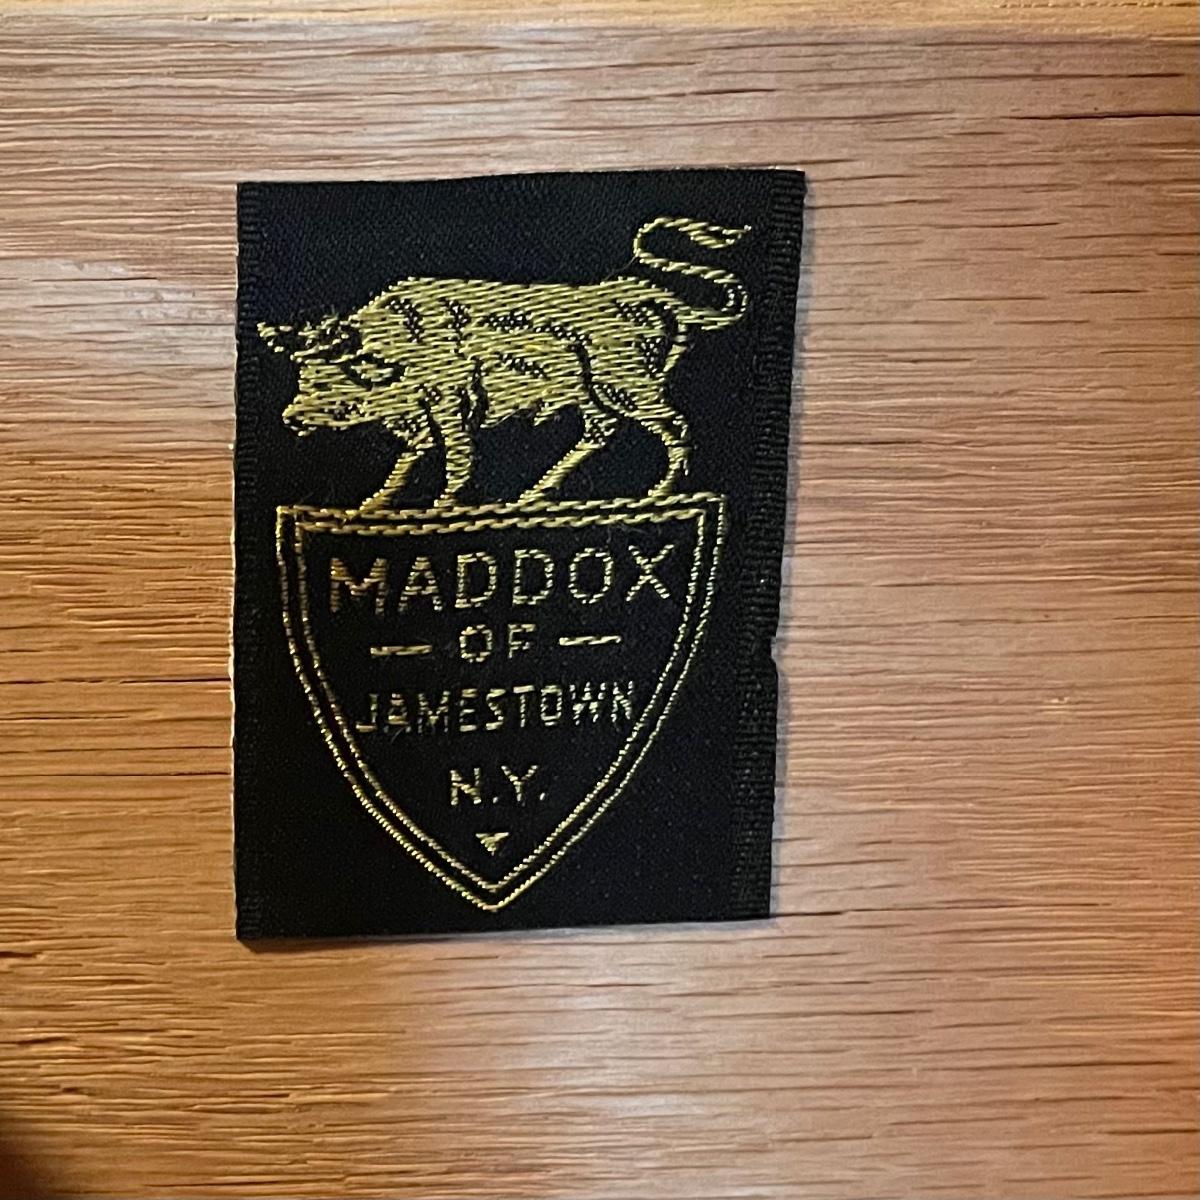 MADDOX
— OF —
JAMESTOWN
N.Y.